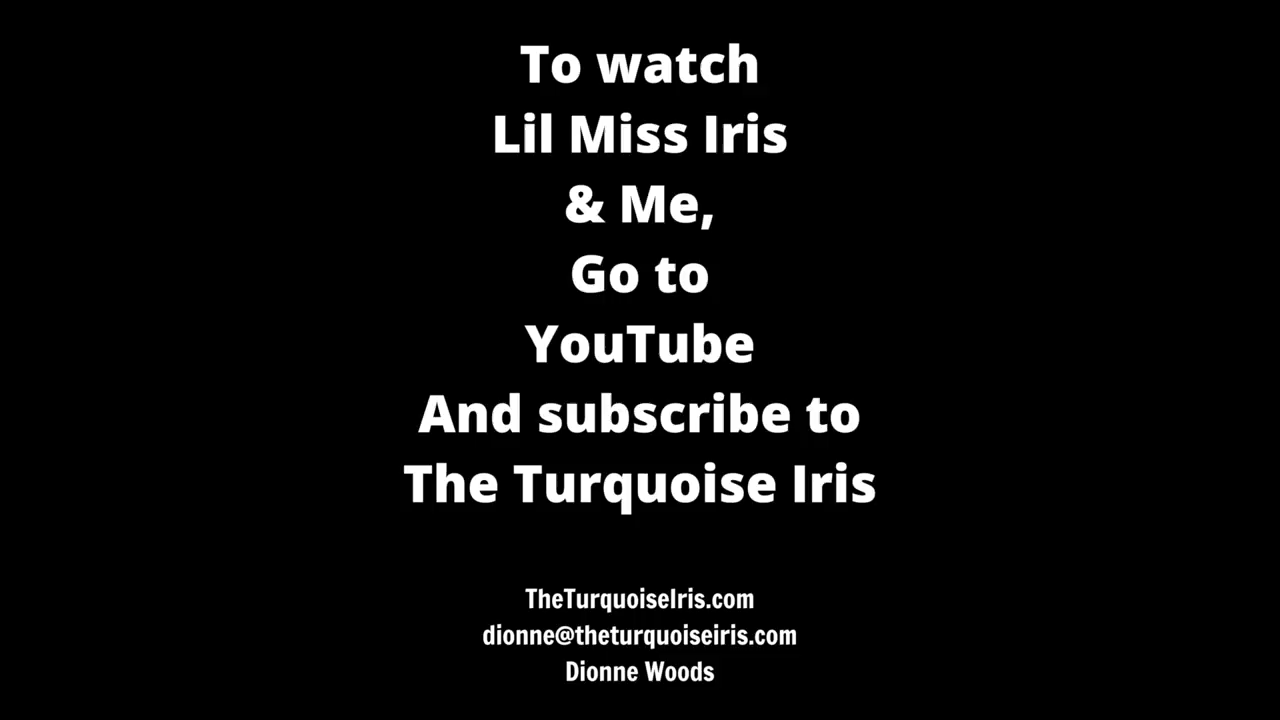 To watch
Lil Miss Iris
& Me,
Go to
YouTube
And subscribe to
The Turquoise Iris
TheTurquoiseIris.com
dionne@theturquoiseiris.com
Dionne Woods